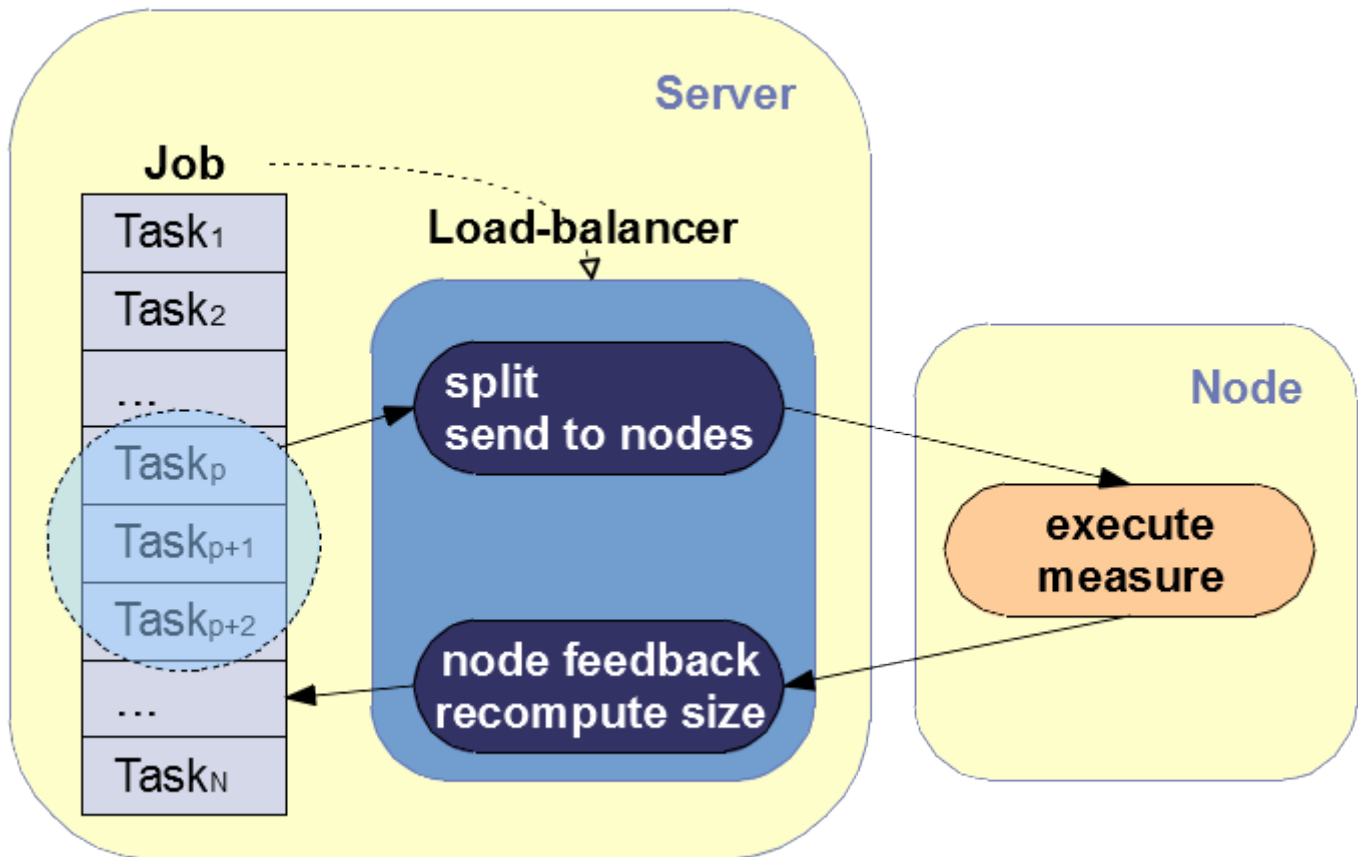 Server
Job
Task1
Task2
...
Taskp
Taskp+1
Taskp+2
...
TaskN
Load-balancer
split
send to nodes
node feedback
recompute size
Node
execute
measure